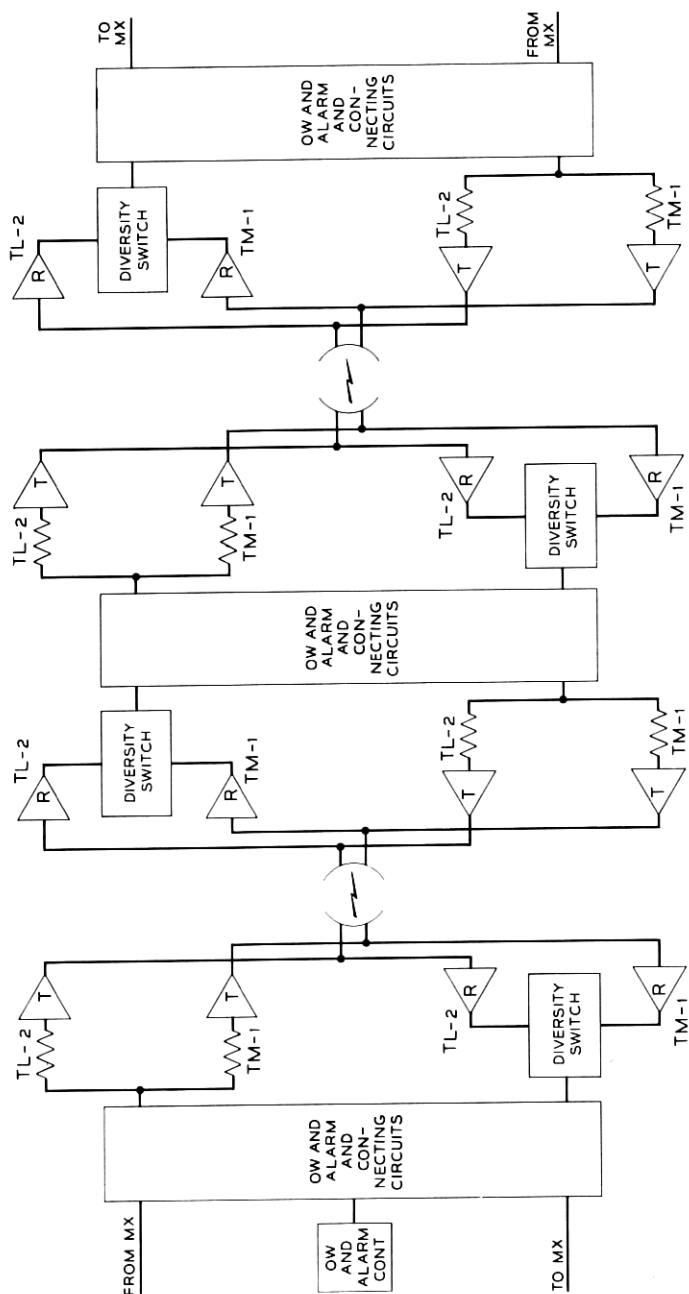 FROM MX
OW
AND
ALARM
CONT
TO MX
OW AND
ALARM
AND
CON-
NECTING
CIRCUITS
TL-2
T
TM-1
T
TL-2
R
DIVERSITY
SWITCH
R
TM-1
TL-2
R
DIVERSITY
SWITCH
R
TM-1
TL-2
T
TM-1
T
OW AND
ALARM
AND
CON-
NECTING
CIRCUITS
TL-2
T
TM-1
T
TL-2
R
DIVERSITY
SWITCH
R
TM-1
TL-2
R
DIVERSITY
SWITCH
R
TM-1
TL-2
T
TM-1
T
OW AND
ALARM
AND
CON-
NECTING
CIRCUITS
TO
MX
FROM
MX